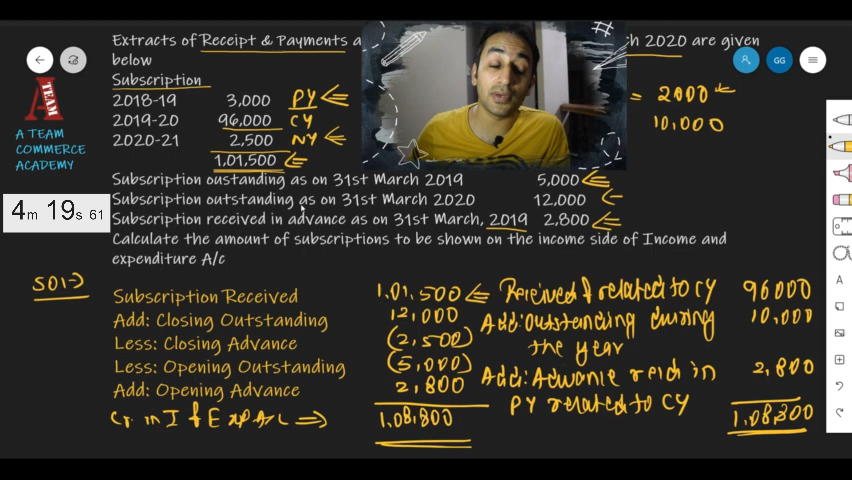 Extracts of Receipt & Payments a
ch 2020 are given
below
Subscription
2018-19 3,000 PY
2019-20 96,000 CY
2020-21 2,500 NY
1,01,500
= 2000
10,000
#
GG
A
TEAM
A TEAM
COMMERCE
ACADEMY
4m 19s 61
Subscription oustanding as on 31st March 2019 5,000
Subscription outstanding as on 31st March 2020 12,000
Subscription received in advance as on 31st March, 2019 2,800
Calculate the amount of subscriptions to be shown on the income side of Income and
expenditure A/c
Soln
Subscription Received 1,01,500
Add: Closing Outstanding 12,000
Less: Closing Advance (2,500)
Less: Opening Outstanding (5,000)
Add: Opening Advance 2,800
Cr. in I & Exp A/c 1,08,800
Received & related to CY 96000
Add: Outstanding during 10,000
the year
Add: Advance in 2,800
PY related to CY
1,08,800